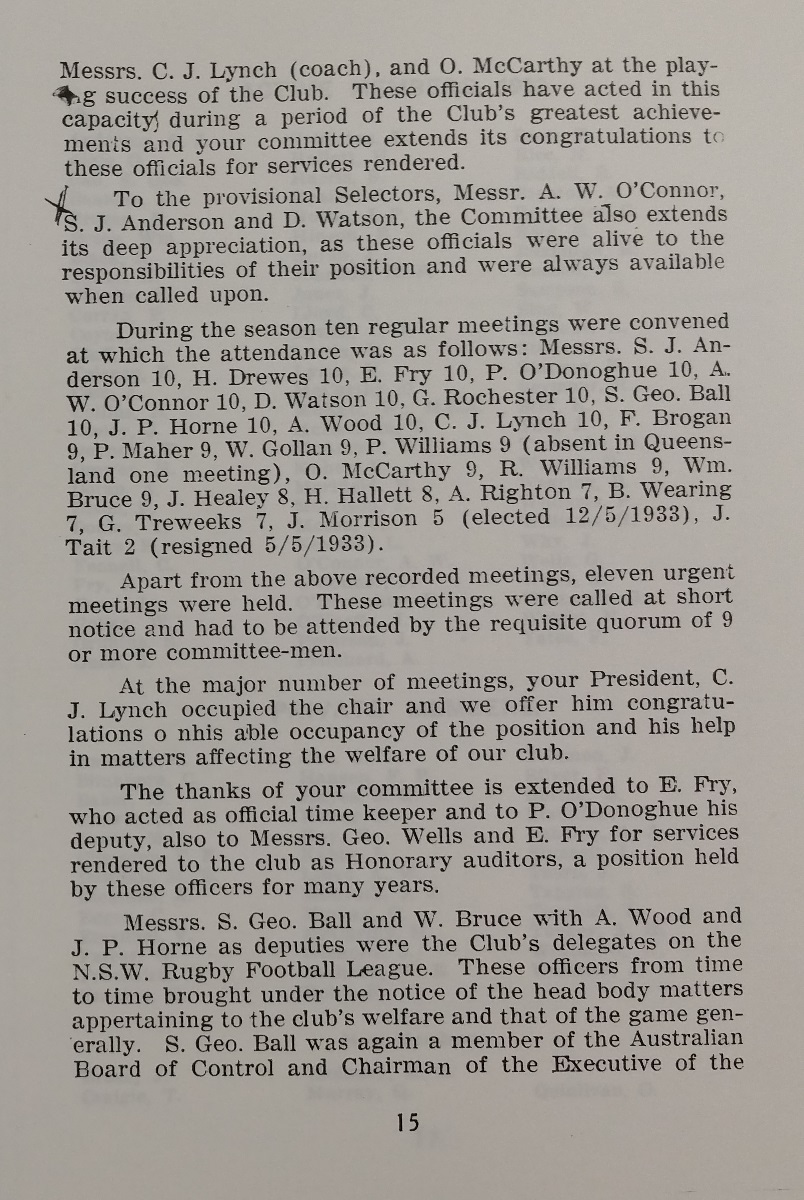 Messrs. C. J. Lynch (coach), and O. McCarthy at the play-
g success of the Club. These officials have acted in this
capacity, during a period of the Club's greatest achieve-
ments and your committee extends its congratulations to
these officials for services rendered.
To the provisional Selectors, Messr. A. W. O'Connor,
S. J. Anderson and D. Watson, the Committee also extends
its deep appreciation, as these officials were alive to the
responsibilities of their position and were always available
when called upon.
During the season ten regular meetings were convened
at which the attendance was as follows: Messrs. S. J. An-
derson 10, H. Drewes 10, E. Fry 10, P. O'Donoghue 10, A.
W. O'Connor 10, D. Watson 10, G. Rochester 10, S. Geo. Ball
10, J. P. Horne 10, A. Wood 10, C. J. Lynch 10, F. Brogan
9, P. Maher 9, W. Gollan 9, P. Williams 9 (absent in Queens-
land one meeting), O. McCarthy 9, R. Williams 9, Wm.
Bruce 9, J. Healey 8, H. Hallett 8, A. Righton 7, B. Wearing
7, G. Treweeks 7, J. Morrison 5 (elected 12/5/1933), J.
Tait 2 (resigned 5/5/1933).
Apart from the above recorded meetings, eleven urgent
meetings were held. These meetings were called at short
notice and had to be attended by the requisite quorum of 9
or more committee-men.
At the major number of meetings, your President, C.
J. Lynch occupied the chair and we offer him congratu-
lations o nhis able occupancy of the position and his help
in matters affecting the welfare of our club.
The thanks of your committee is extended to E. Fry,
who acted as official time keeper and to P. O'Donoghue his
deputy, also to Messrs. Geo. Wells and E. Fry for services
rendered to the club as Honorary auditors, a position held
by these officers for many years.
Messrs. S. Geo. Ball and W. Bruce with A. Wood and
J. P. Horne as deputies were the Club's delegates on the
N.S.W. Rugby Football League. These officers from time
to time brought under the notice of the head body matters
appertaining to the club's welfare and that of the game gen-
erally. S. Geo. Ball was again a member of the Australian
Board of Control and Chairman of the Executive of the
15